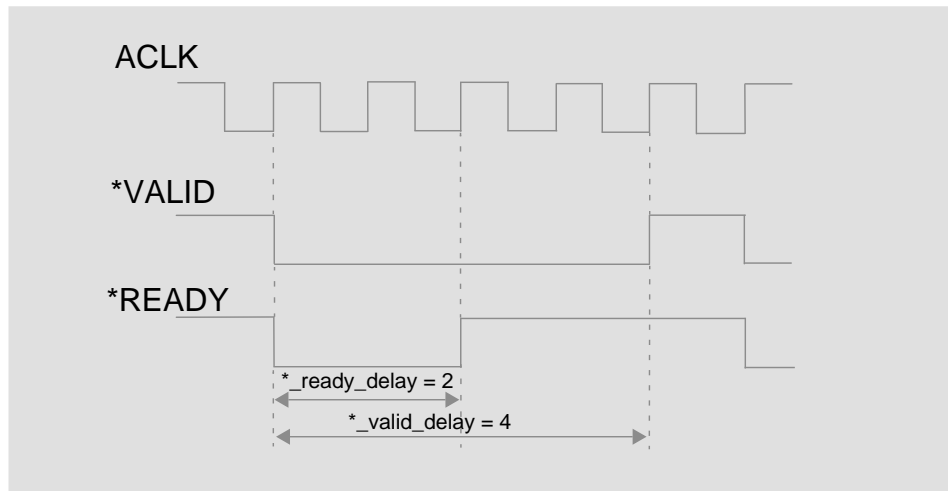 ACLK
*VALID
*READY
*_ready_delay = 2
*_valid_delay = 4